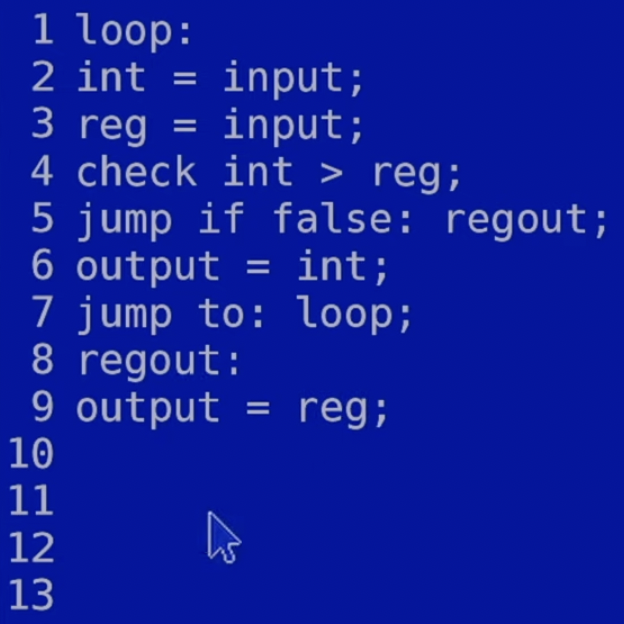 1 loop:
2 int = input;
3 reg = input;
4 check int > reg;
5 jump if false: regout;
6 output = int;
7 jump to: loop;
8 regout:
9 output = reg;
10
11
12
13